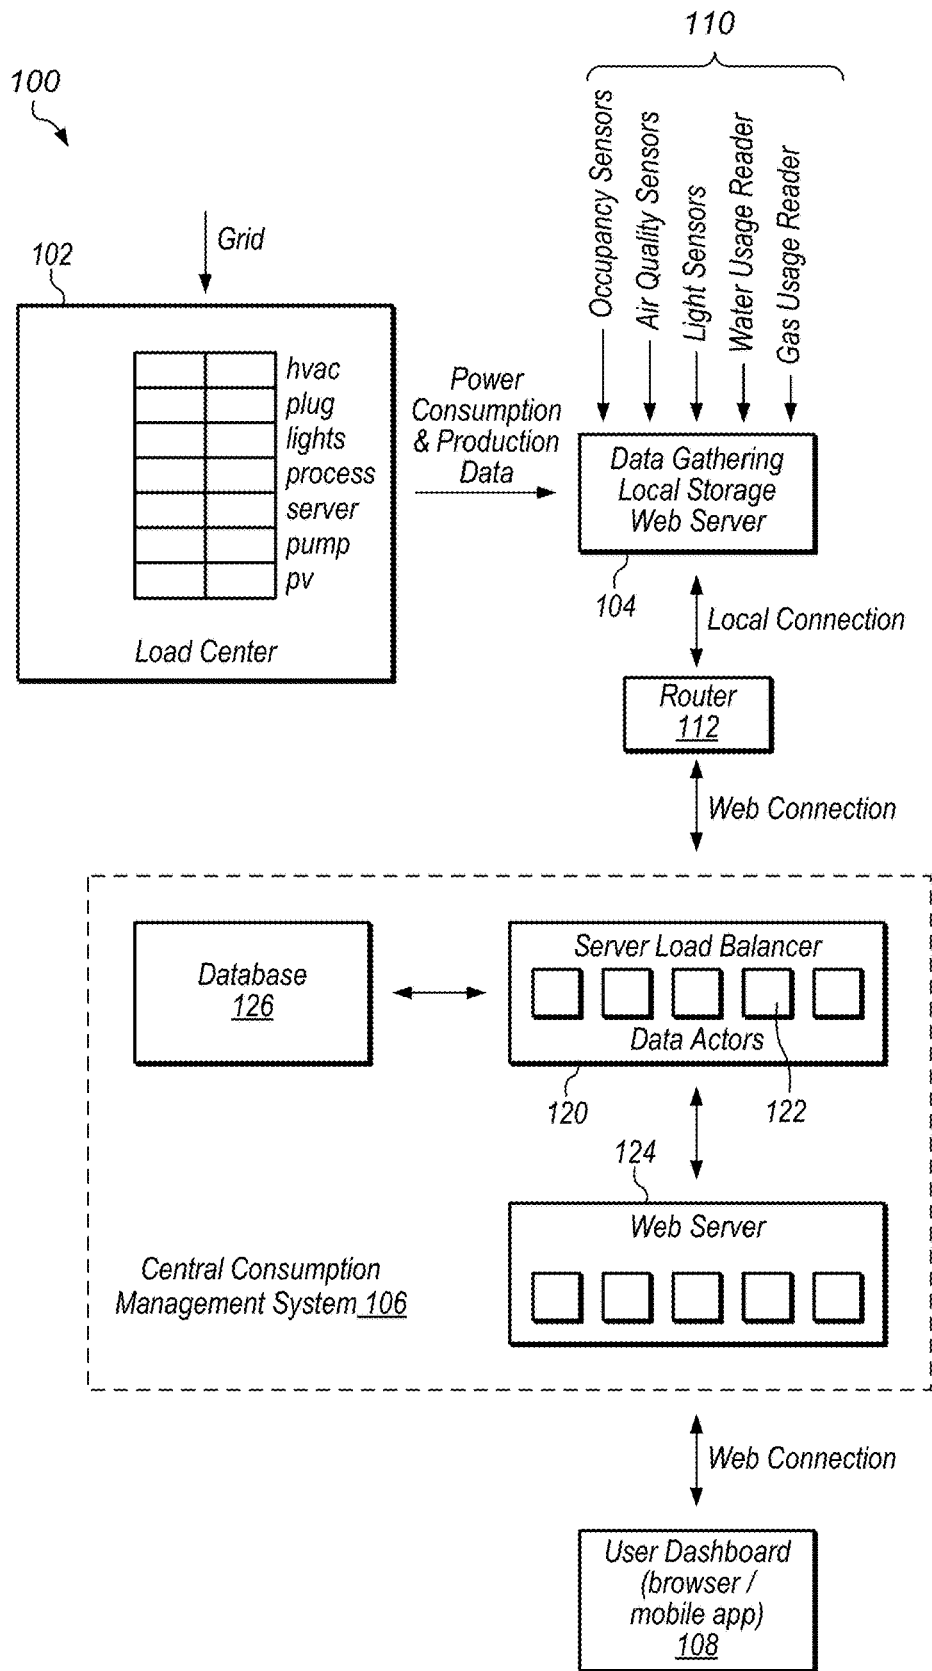 110
100
Occupancy Sensors
Air Quality Sensors
Light Sensors
Water Usage Reader
Gas Usage Reader
Grid
102
hvac
plug
lights
process
server
pump
pv
Load Center
Power
Consumption
& Production
Data
Data Gathering
Local Storage
Web Server
104
Local Connection
Router
112
Web Connection
Database
126
Server Load Balancer
Data Actors
120
122
124
Web Server
Central Consumption
Management System 106
Web Connection
User Dashboard
(browser /
mobile app)
108